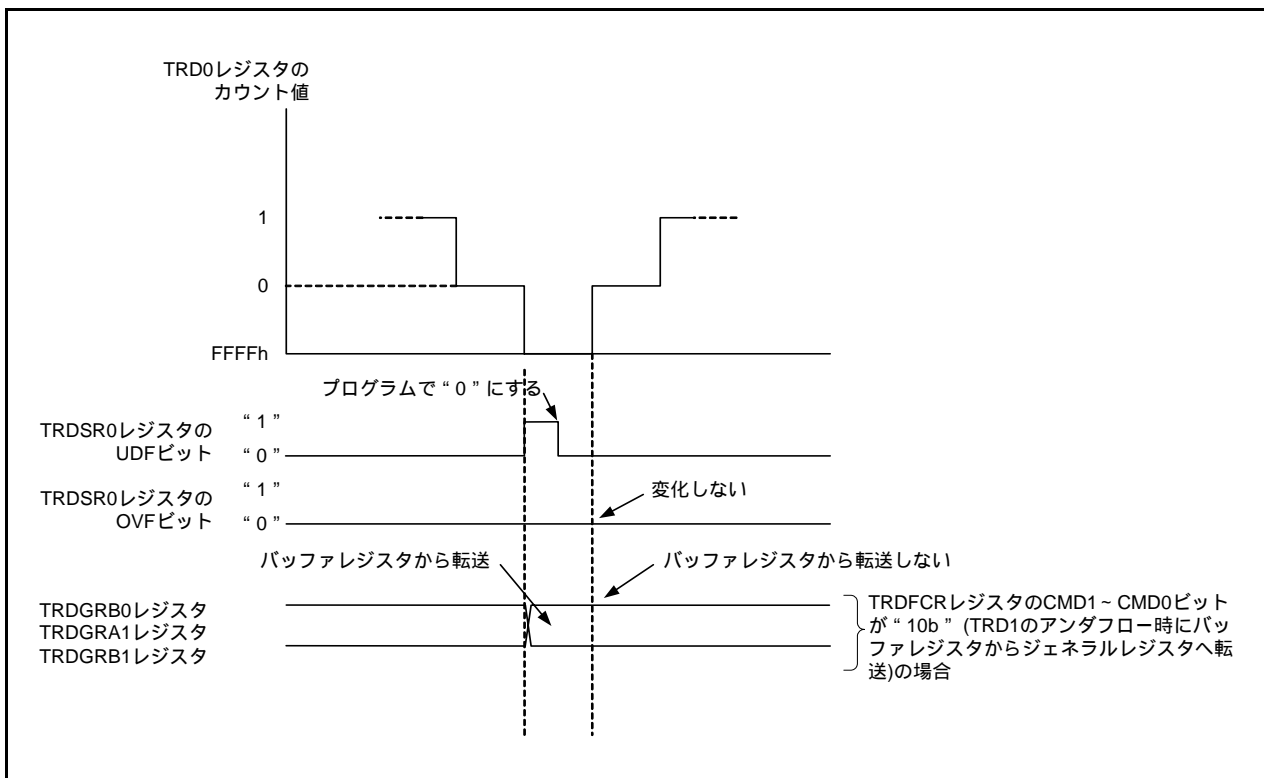 TRD0レジスタの
カウント値
1
0
FFFFh
プログラムで“0”にする
TRDSR0レジスタの
UDFビット
“1”
“0”
TRDSR0レジスタの
OVFビット
“1”
“0”
変化しない
バッファレジスタから転送
バッファレジスタから転送しない
TRDGRB0レジスタ
TRDGRA1レジスタ
TRDGRB1レジスタ
TRDFCRレジスタのCMD1~CMD0ビット
が“10b”(TRD1のアンダフロー時にバッ
ファレジスタからジェネラルレジスタへ転
送)の場合